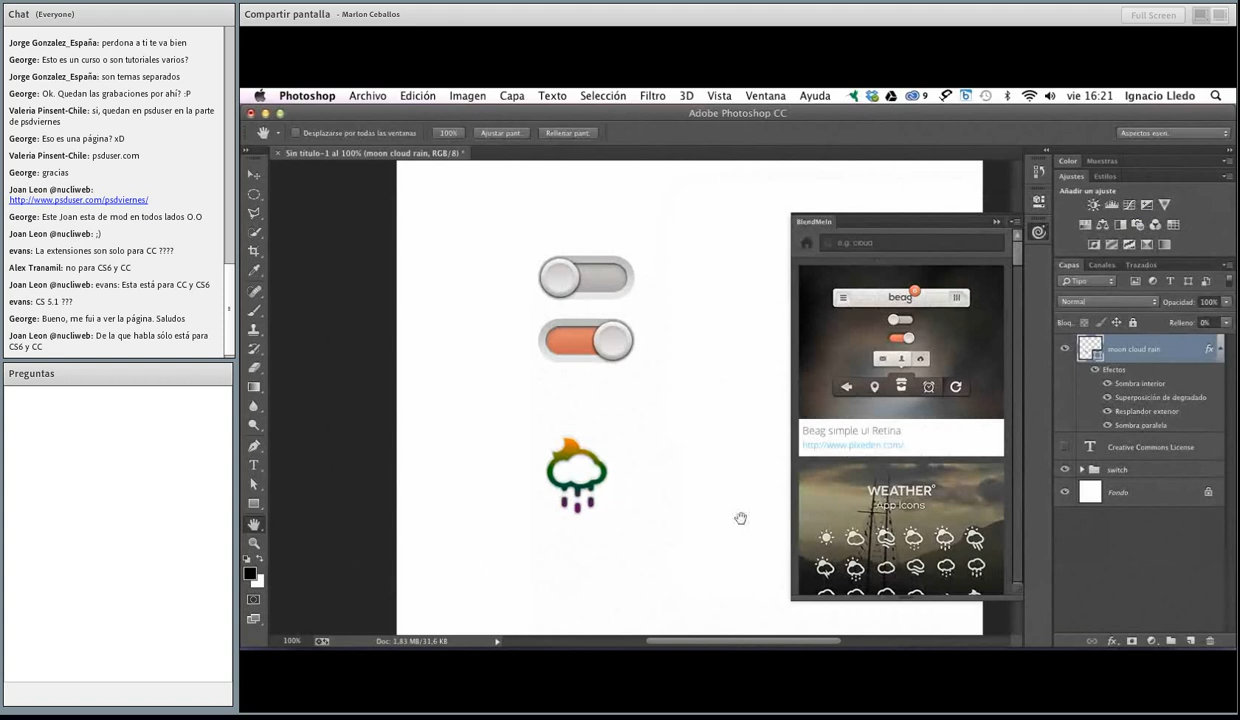 Chat (Everyone)
Jorge Gonzalez_España: perdona a ti te va bien
George: Esto es un curso o son tutoriales varios?
Jorge Gonzalez_España: son temas separados
George: Ok. Quedan las grabaciones por ahí? :P
Valeria Pinsent-Chile: si, quedan en psduser en la parte
de psdviernes
George: Eso es una página? xD
Valeria Pinsent-Chile: psduser.com
George: gracias
Joan Leon @nucliweb:
http://www.psduser.com/psdviernes/
George: Este Joan esta de mod en todos lados O.O
Joan Leon @nucliweb: ;)
evans: La extensiones son solo para CC ????
Alex Tranamil: no para CS6 y CC
Joan Leon @nucliweb: evans: Esta está para CC y CS6
evans: CS 5.1 ???
George: Bueno, me fui a ver la página. Saludos
Joan Leon @nucliweb: De la que habla sólo está para
CS6 y CC
Preguntas
Compartir pantalla - Marlon Ceballos
Full Screen
Photoshop Archivo Edición Imagen Capa Texto Selección Filtro 3D Vista Ventana Ayuda 9 vie 16:21 Ignacio Lledo
Adobe Photoshop CC
Desplazarse por todas las ventanas 100% Ajustar pant. Rellenar pant. Aspectos esen...
Sin titulo-1 al 100% (moon cloud rain, RGB/8) *
BlendMeIn
e.g. cloud
beag
Beag simple ui Retina
http://www.pixeden.com/...
WEATHER°
App Icons
Color Muestras
Ajustes Estilos
Añadir un ajuste
Capas Canales Trazados
Tipo
Normal Opacidad: 100%
Bloq.: Relleno: 0%
moon cloud rain fx
Efectos
Sombra interior
Superposición de degradado
Resplandor exterior
Sombra paralela
T Creative Commons License
switch
Fondo
100% Doc: 1,83 MB/31,6 KB
fx